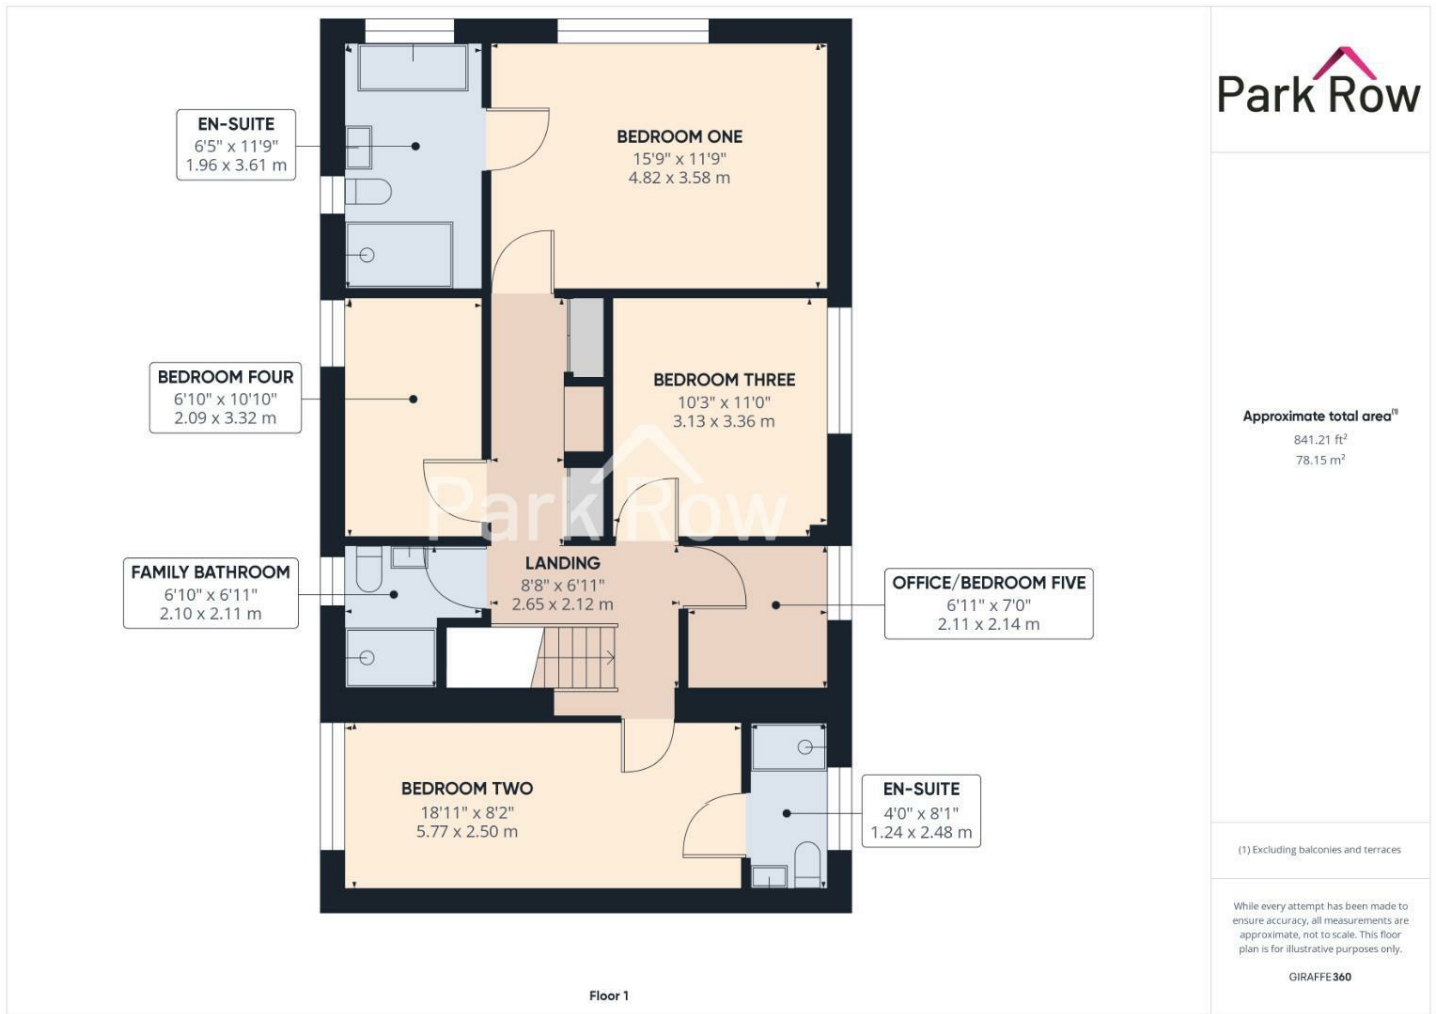 EN-SUITE
6'5" x 11'9"
1.96 x 3.61 m
BEDROOM ONE
15'9" x 11'9"
4.82 x 3.58 m
BEDROOM FOUR
6'10" x 10'10"
2.09 x 3.32 m
BEDROOM THREE
10'3" x 11'0"
3.13 x 3.36 m
Park Row
FAMILY BATHROOM
6'10" x 6'11"
2.10 x 2.11 m
LANDING
8'8" x 6'11"
2.65 x 2.12 m
OFFICE/BEDROOM FIVE
6'11" x 7'0"
2.11 x 2.14 m
BEDROOM TWO
18'11" x 8'2"
5.77 x 2.50 m
EN-SUITE
4'0" x 8'1"
1.24 x 2.48 m
Floor 1
Park Row
Approximate total area⁽¹⁾
841.21 ft²
78.15 m²
(1) Excluding balconies and terraces
While every attempt has been made to
ensure accuracy, all measurements are
approximate, not to scale. This floor
plan is for illustrative purposes only.
GIRAFFE360